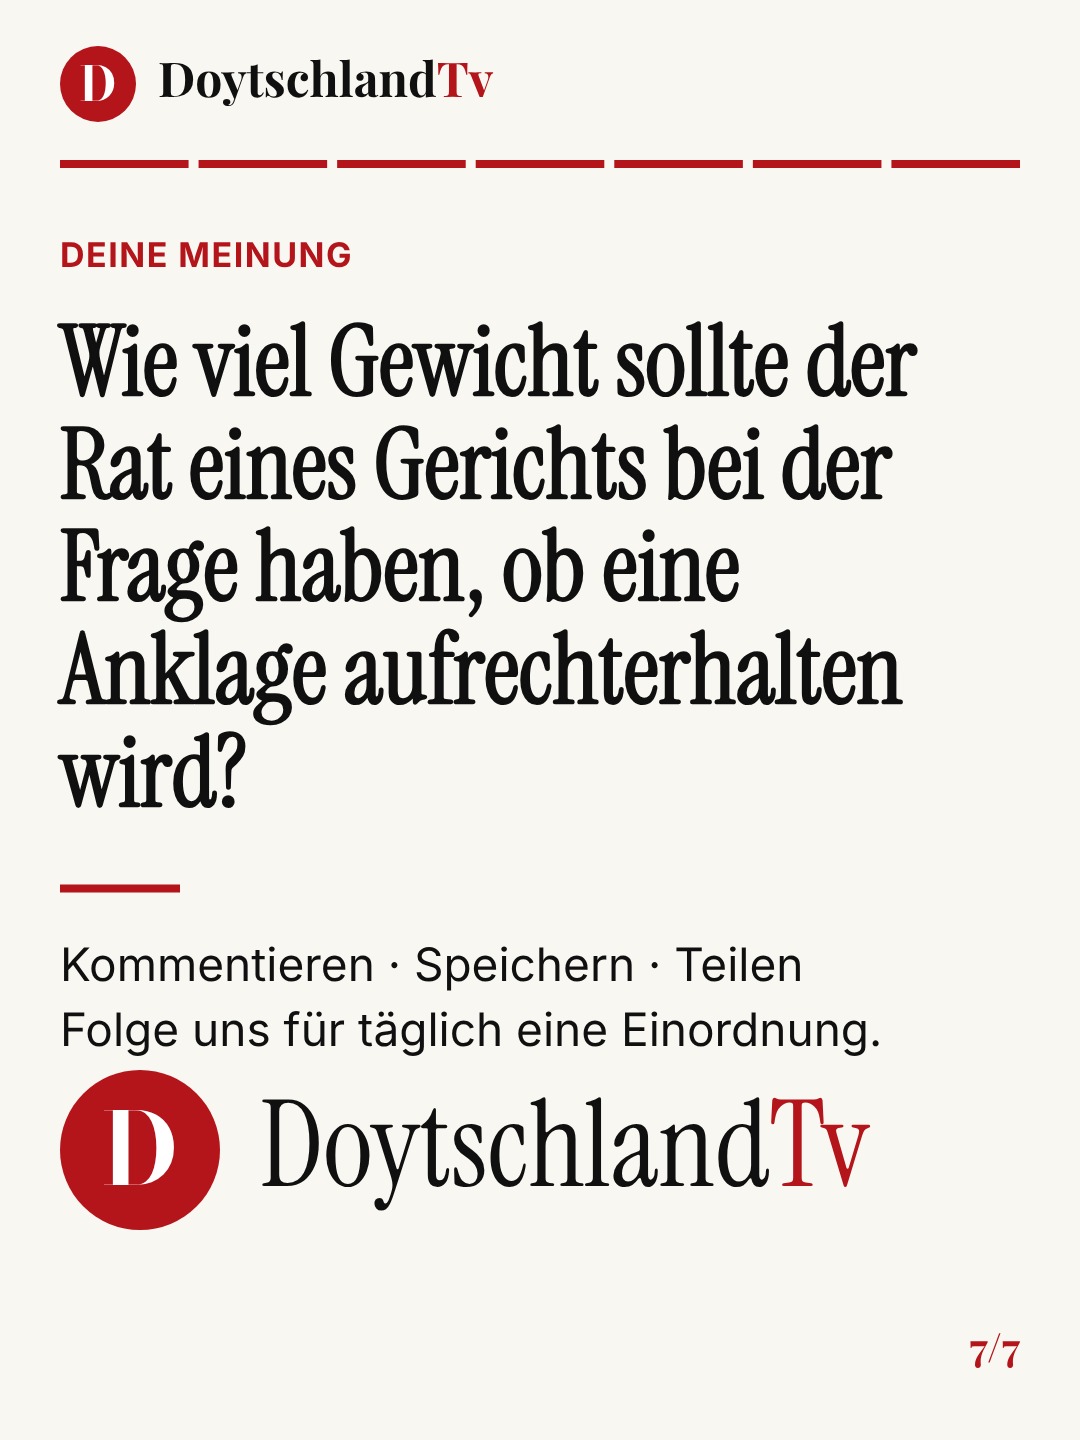 D DoytschlandTv
DEINE MEINUNG
Wie viel Gewicht sollte der
Rat eines Gerichts bei der
Frage haben, ob eine
Anklage aufrechterhalten
wird?
Kommentieren · Speichern · Teilen
Folge uns für täglich eine Einordnung.
D DoytschlandTv
7/7